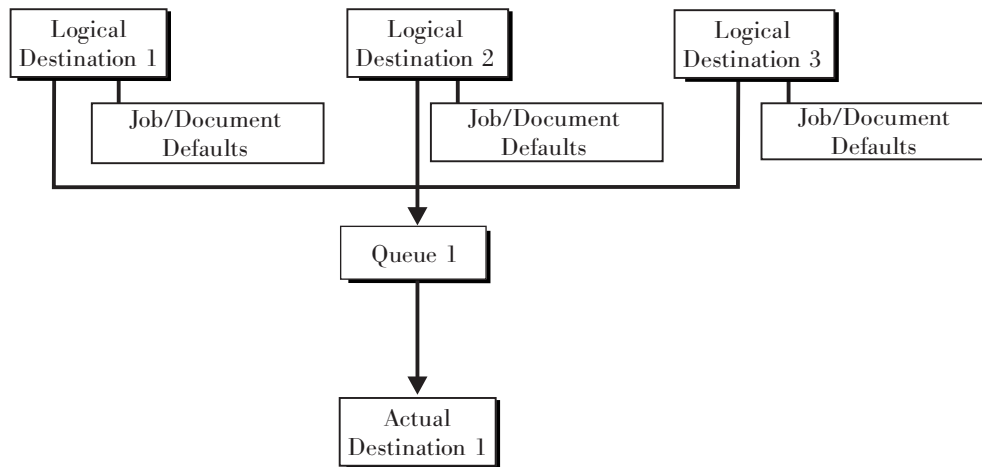 Logical
Destination 1
Logical
Destination 2
Logical
Destination 3
Job/Document
Defaults
Job/Document
Defaults
Job/Document
Defaults
Queue 1
Actual
Destination 1